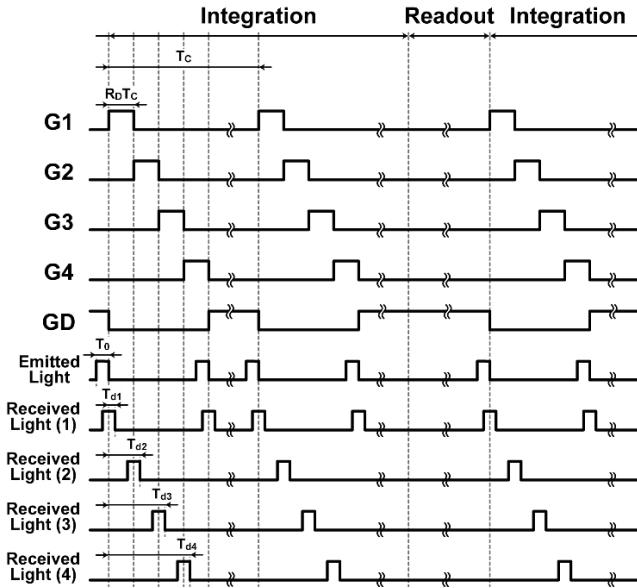 Integration Readout Integration
T_C
R_DT_C
G1
G2
G3
G4
GD
T_0
Emitted
Light
T_d1
Received
Light (1)
T_d2
Received
Light (2)
T_d3
Received
Light (3)
T_d4
Received
Light (4)